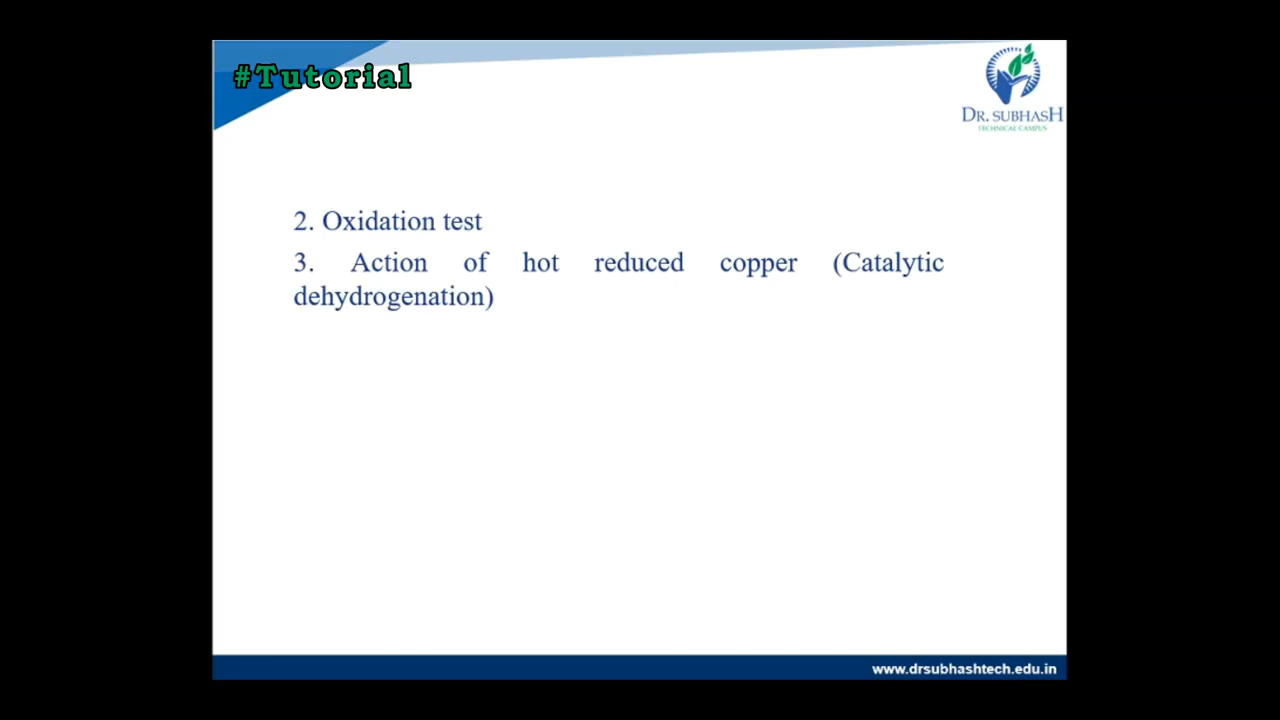 #Tutorial
DR. SUBHASH
TECHNICAL CAMPUS
2. Oxidation test
3. Action of hot reduced copper (Catalytic
dehydrogenation)
www.drsubhashtech.edu.in